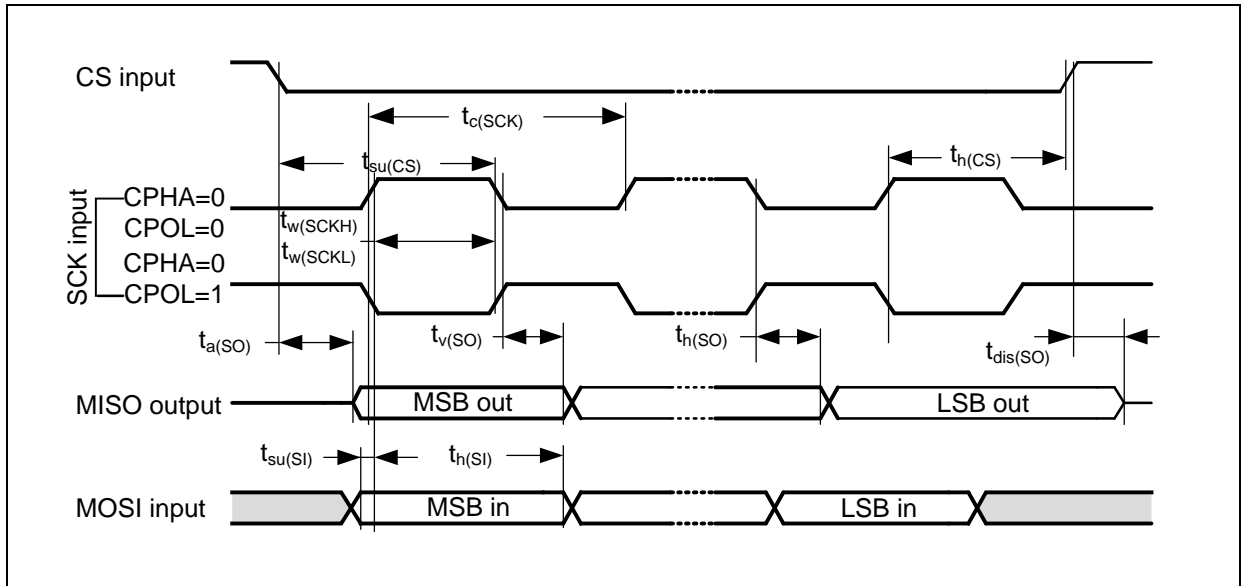 CS input
tc(SCK)
tsu(CS)
th(CS)
SCK input
CPHA=0
CPOL=0
CPHA=0
CPOL=1
tw(SCKH)
tw(SCKL)
ta(SO)
tv(SO)
th(SO)
tdis(SO)
MISO output
MSB out
LSB out
tsu(SI)
th(SI)
MOSI input
MSB in
LSB in